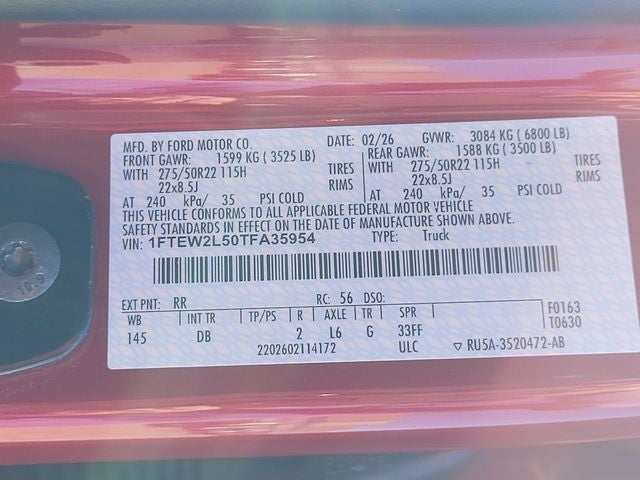 MFD. BY FORD MOTOR CO. DATE: 02/26 GVWR: 3084 KG ( 6800 LB)
FRONT GAWR: 1599 KG ( 3525 LB) REAR GAWR: 1588 KG ( 3500 LB)
WITH 275/50R22 115H TIRES WITH 275/50R22 115H TIRES
22x8.5J RIMS 22x8.5J RIMS
AT 240 kPa/ 35 PSI COLD AT 240 kPa/ 35 PSI COLD
THIS VEHICLE CONFORMS TO ALL APPLICABLE FEDERAL MOTOR VEHICLE
SAFETY STANDARDS IN EFFECT ON THE DATE OF MANUFACTURE SHOWN ABOVE.
VIN: 1FTEW2L50TFA35954 TYPE: Truck
EXT PNT: RR RC: 56 DSO:
WB INT TR TP/PS R AXLE TR SPR F0163
145 DB 2 L6 G 33FF T0630
2202602114172 ULC ▽ RU5A-3520472-AB
10.9